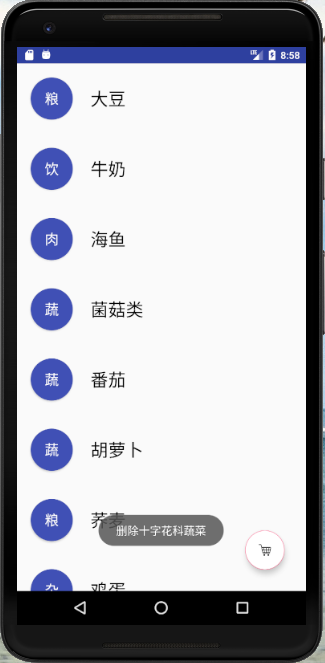 LTE 8:58
粮 大豆
饮 牛奶
肉 海鱼
蔬 菌菇类
蔬 番茄
蔬 胡萝卜
粮 荞麦
删除十字花科蔬菜
杂 鸡蛋